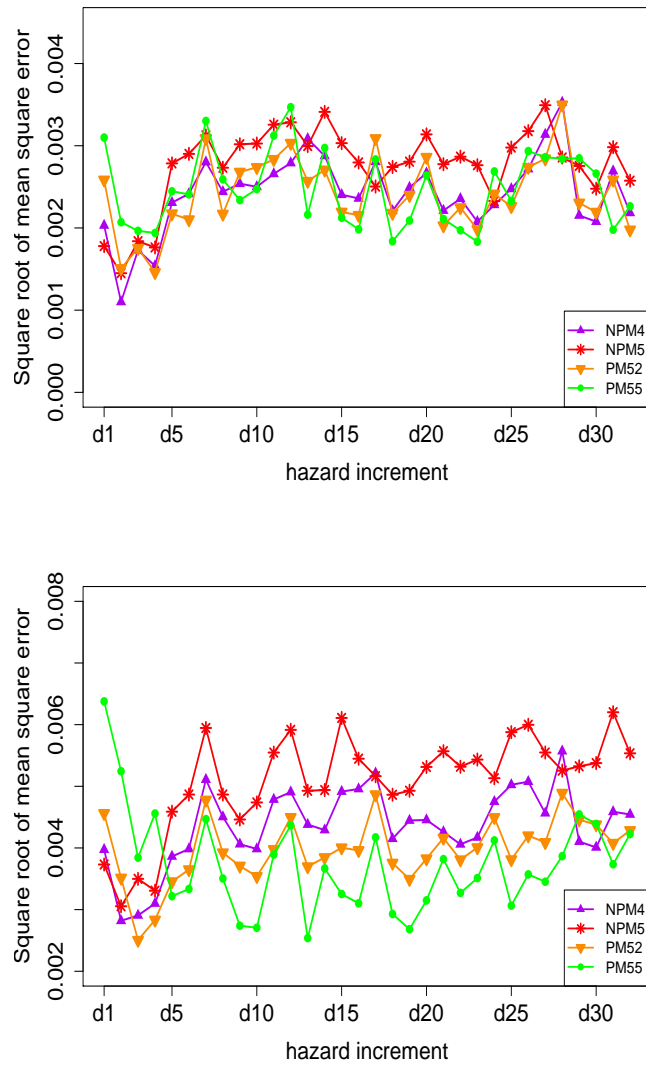 Square root of mean square error
0.004
0.003
0.002
0.001
0.000
NPM4
NPM5
PM52
PM55
d1 d5 d10 d15 d20 d25 d30
hazard increment
Square root of mean square error
0.008
0.006
0.004
0.002
NPM4
NPM5
PM52
PM55
d1 d5 d10 d15 d20 d25 d30
hazard increment